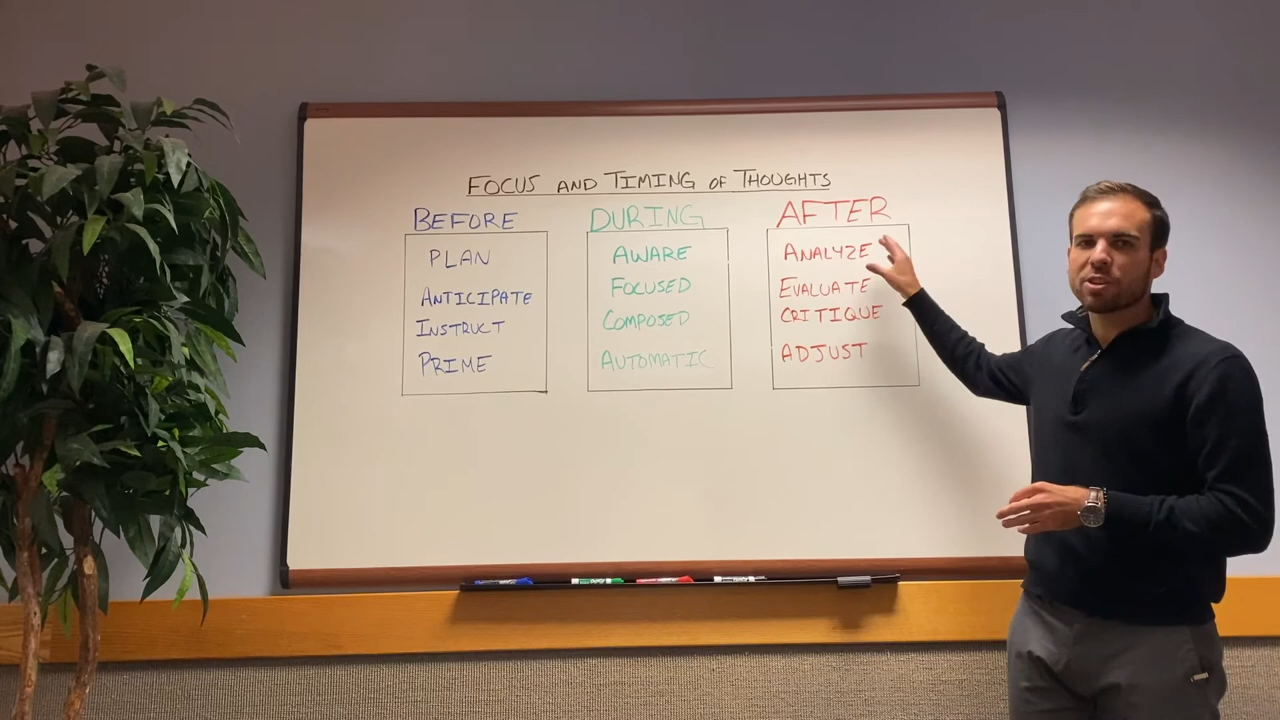 FOCUS AND TIMING OF THOUGHTS
BEFORE
PLAN
ANTICIPATE
INSTRUCT
PRIME
DURING
AWARE
FOCUSED
COMPOSED
AUTOMATIC
AFTER
ANALYZE
EVALUATE
CRITIQUE
ADJUST